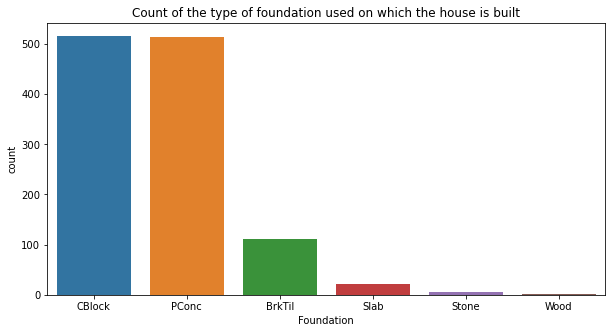 Count of the type of foundation used on which the house is built
500
400
300
200
100
0
count
CBlock PConc BrkTil Slab Stone Wood
Foundation